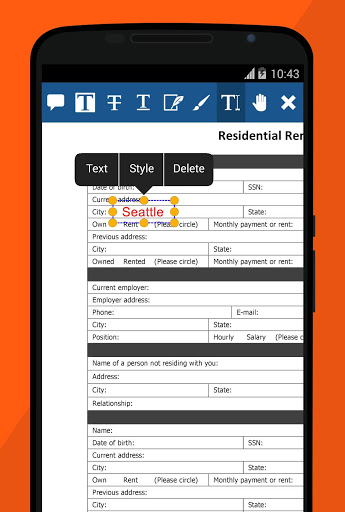 10:43
T T T T
Residential Ren
Text Style Delete
Date of birth: SSN:
Current address:
City: Seattle State:
Own Rent (Please circle) Monthly payment or rent:
Previous address:
City: State:
Owned Rented (Please circle) Monthly payment or rent:
Current employer:
Employer address:
Phone: E-mail:
City: State:
Position: Hourly Salary (Please
Name of a person not residing with you:
Address:
City: State:
Relationship:
Name:
Date of birth: SSN:
Current address:
City: State:
Own Rent (Please circle) Monthly payment or rent:
Previous address:
City: State: